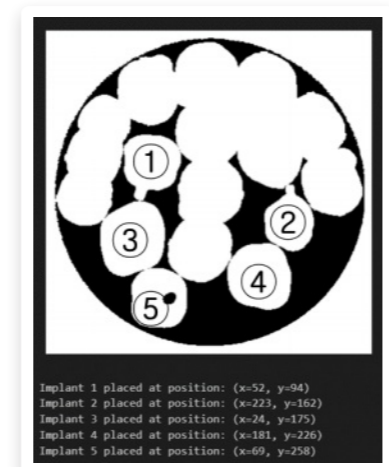 ①
②
③
④
⑤
Implant 1 placed at position: (x=52, y=94)
Implant 2 placed at position: (x=223, y=162)
Implant 3 placed at position: (x=24, y=175)
Implant 4 placed at position: (x=181, y=226)
Implant 5 placed at position: (x=69, y=258)